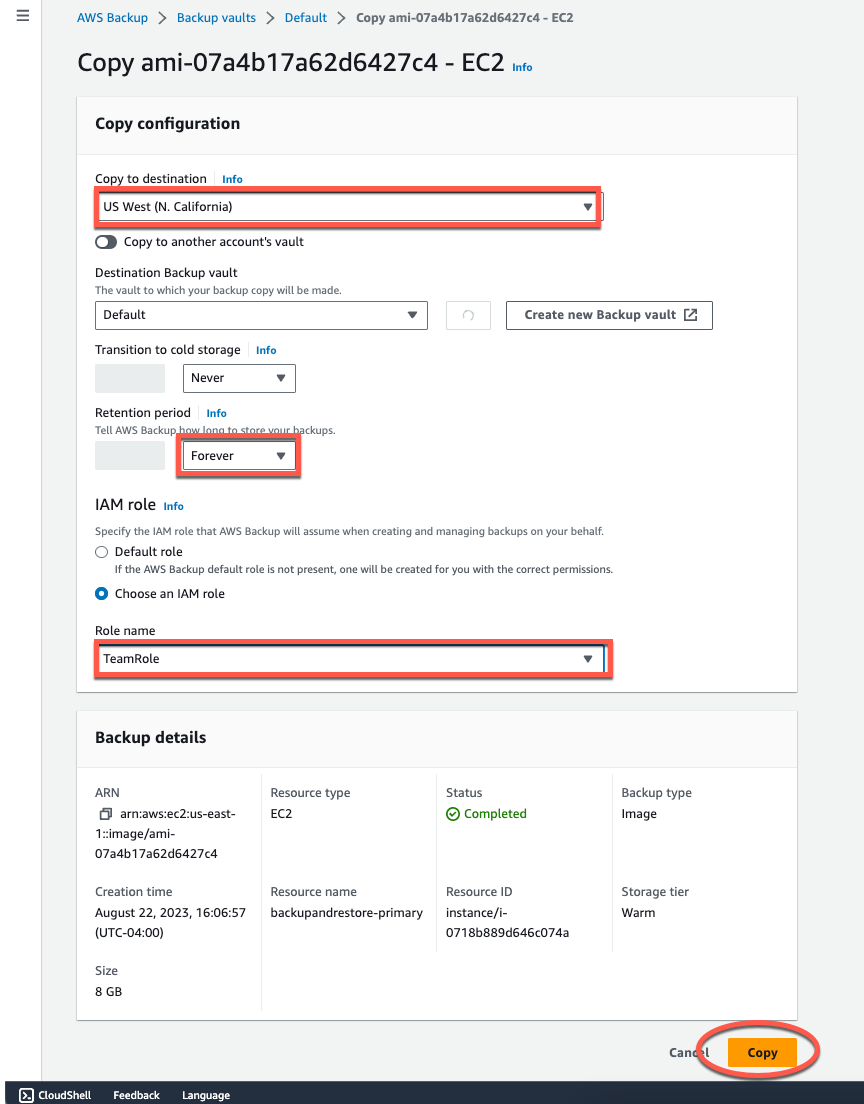 AWS Backup > Backup vaults > Default > Copy ami-07a4b17a62d6427c4 - EC2
Copy ami-07a4b17a62d6427c4 - EC2 Info
Copy configuration
Copy to destination Info
US West (N. California)
Copy to another account's vault
Destination Backup vault
The vault to which your backup copy will be made.
Default Create new Backup vault
Transition to cold storage Info
Never
Retention period Info
Tell AWS Backup how long to store your backups.
Forever
IAM role Info
Specify the IAM role that AWS Backup will assume when creating and managing backups on your behalf.
Default role
If the AWS Backup default role is not present, one will be created for you with the correct permissions.
Choose an IAM role
Role name
TeamRole
Backup details
ARN
arn:aws:ec2:us-east-
1::image/ami-
07a4b17a62d6427c4
Resource type
EC2
Status
Completed
Backup type
Image
Creation time
August 22, 2023, 16:06:57
(UTC-04:00)
Resource name
backupandrestore-primary
Resource ID
instance/i-
0718b889d646c074a
Storage tier
Warm
Size
8 GB
Cancel Copy
CloudShell Feedback Language